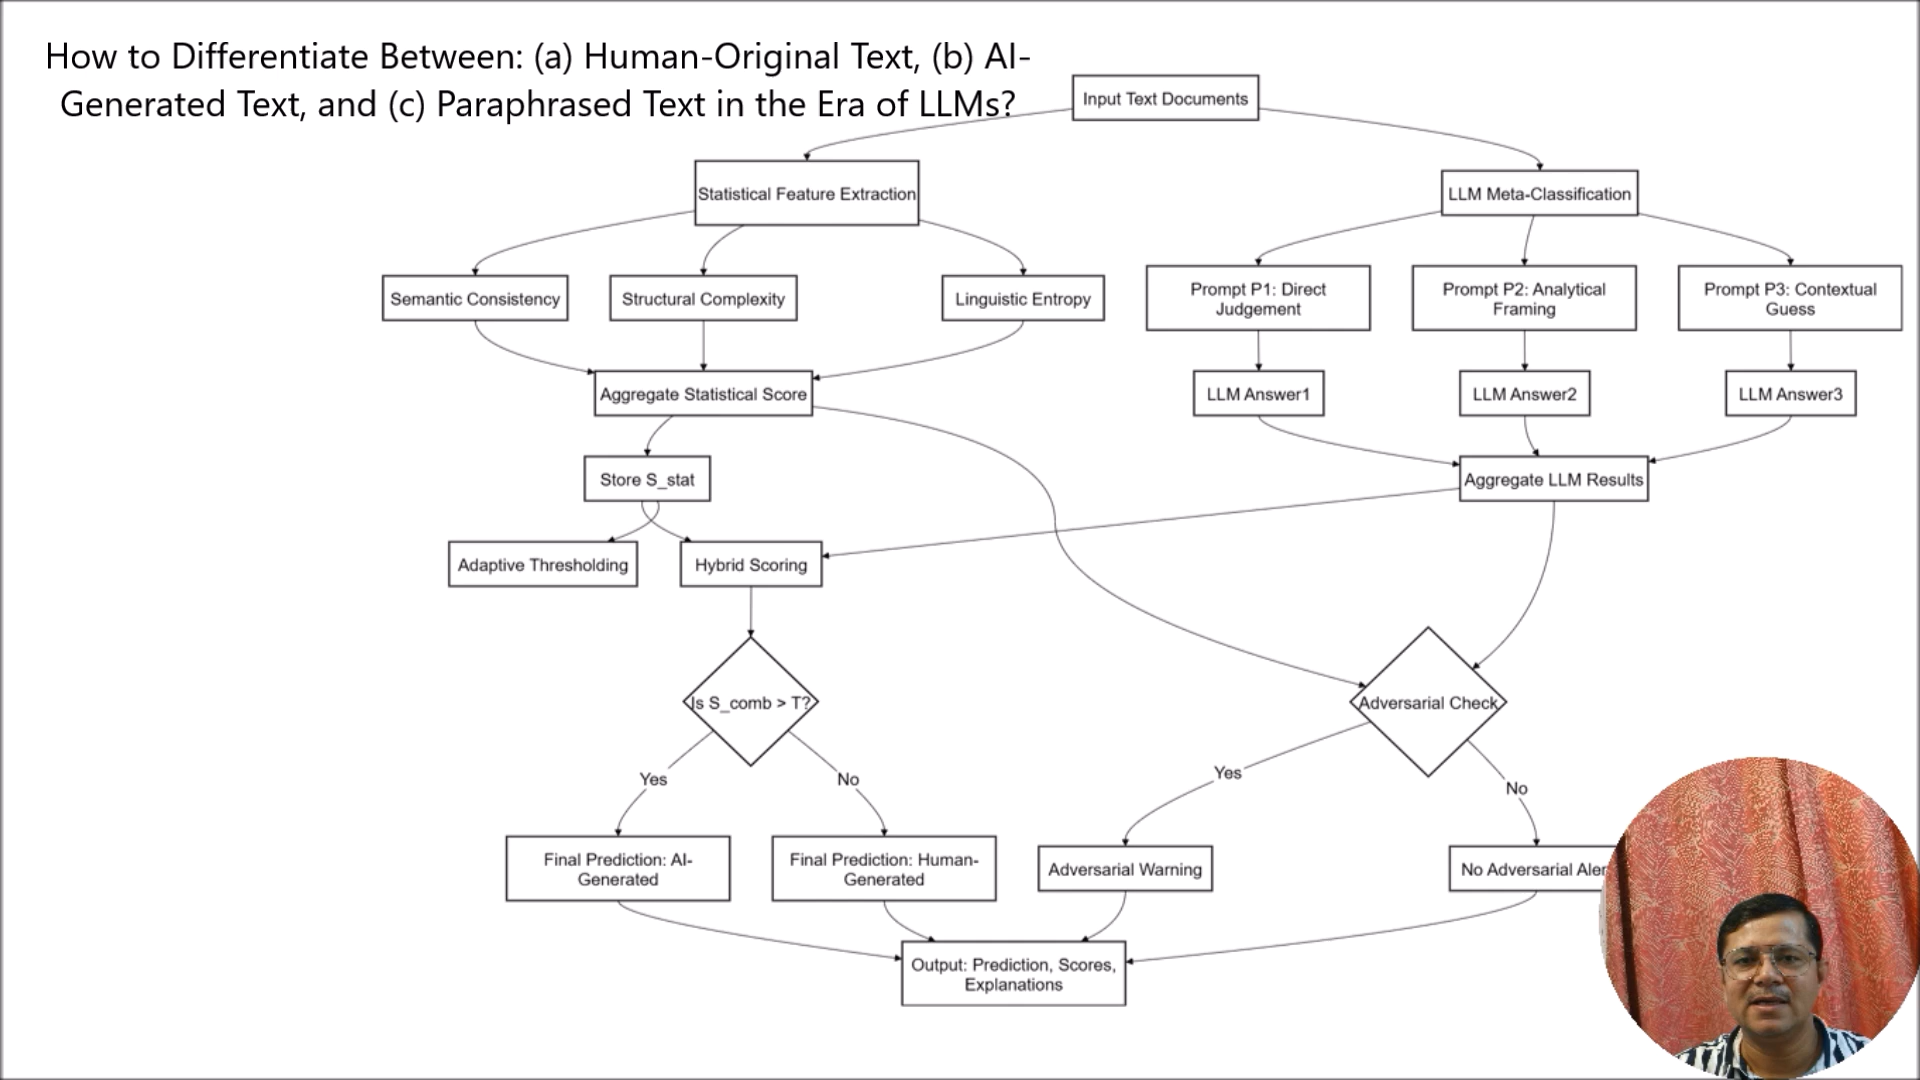 How to Differentiate Between: (a) Human-Original Text, (b) AI-
Generated Text, and (c) Paraphrased Text in the Era of LLMs?
Input Text Documents
Statistical Feature Extraction
LLM Meta-Classification
Semantic Consistency
Structural Complexity
Linguistic Entropy
Prompt P1: Direct
Judgement
Prompt P2: Analytical
Framing
Prompt P3: Contextual
Guess
Aggregate Statistical Score
LLM Answer1
LLM Answer2
LLM Answer3
Store S_stat
Aggregate LLM Results
Adaptive Thresholding
Hybrid Scoring
Is S_comb > T?
Adversarial Check
Yes
No
Yes
No
Final Prediction: AI-
Generated
Final Prediction: Human-
Generated
Adversarial Warning
No Adversarial Aler
Output: Prediction, Scores,
Explanations